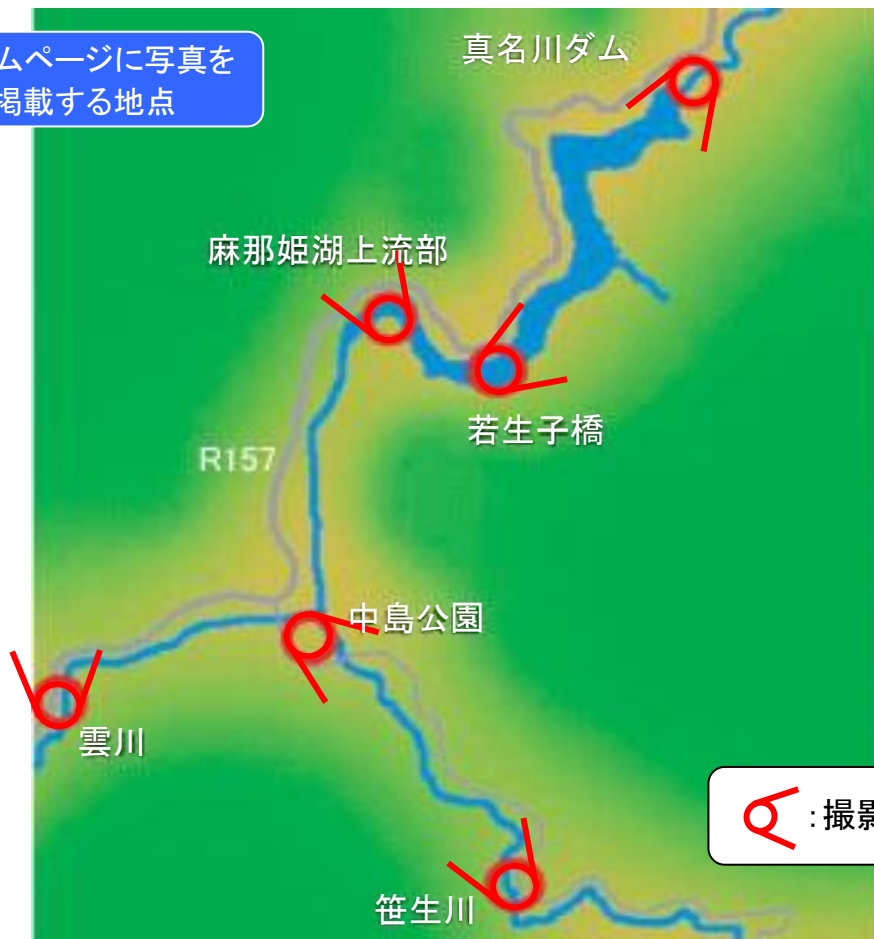 ムページに写真を
掲載する地点
真名川ダム
麻那姫湖上流部
若生子橋
R157
中島公園
雲川
:撮影
笹生川